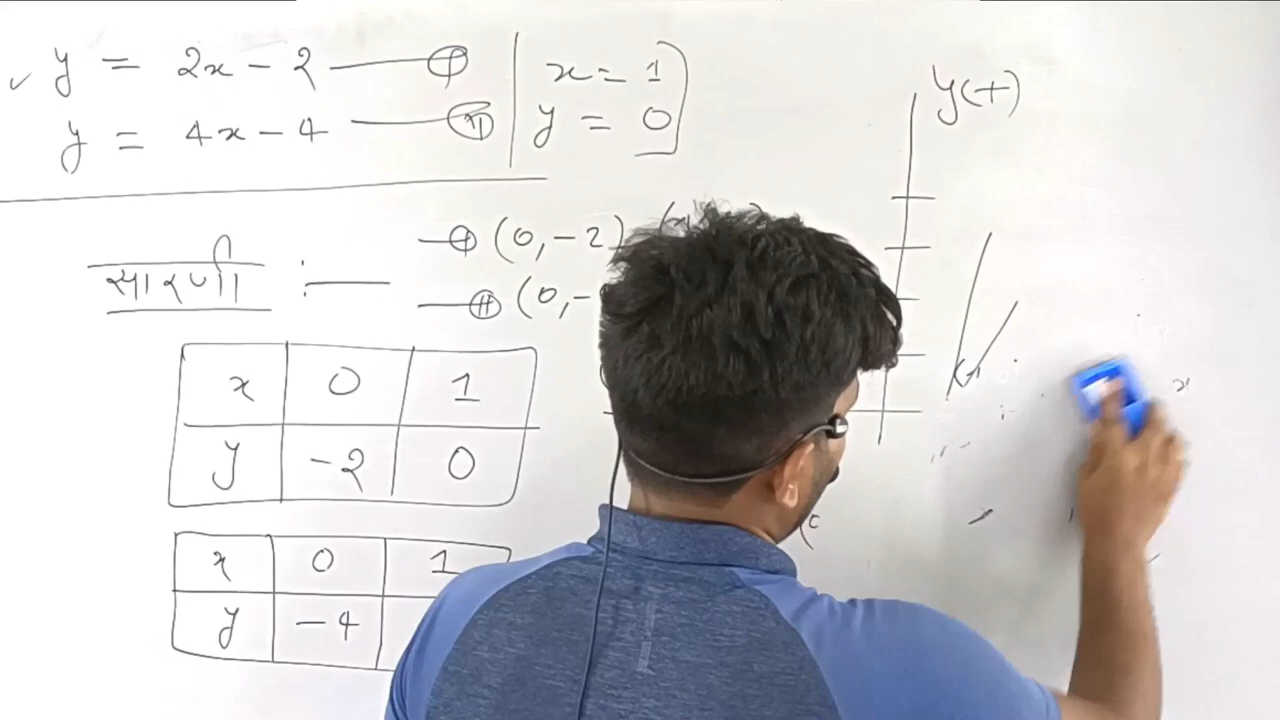 ✓ y = 2x - 2 —— I
y = 4x - 4 —— II
x = 1
y = 0
y(+)
सारणी :—
— I (0, -2)
— II (0, -
x 0 1
y -2 0
x 0 1
y -4